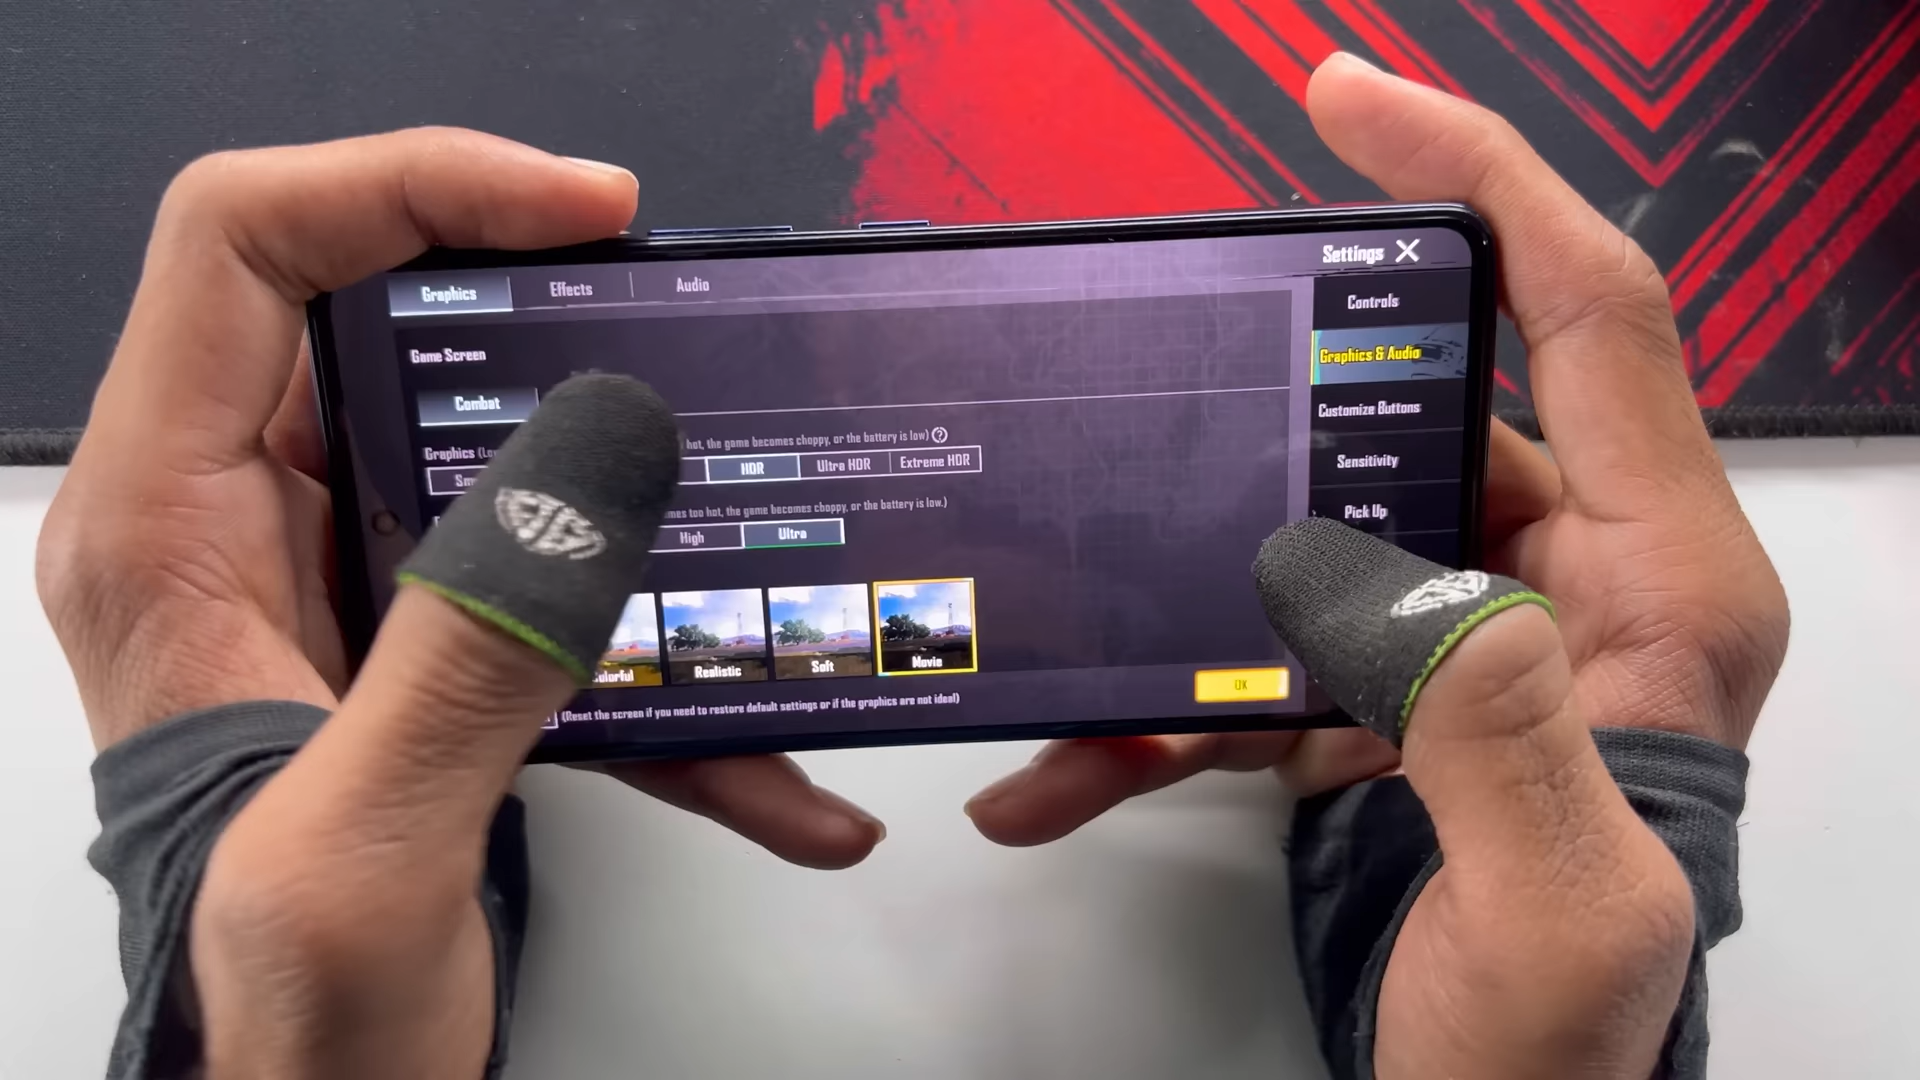 Settings X
Graphics Effects Audio
Controls
Game Screen
Graphics & Audio
Combat
Customize Buttons
Graphics
hot, the game becomes choppy, or the battery is low) ?
HDR Ultra HDR Extreme HDR
Sensitivity
too hot, the game becomes choppy, or the battery is low.)
Pick Up
High Ultra
Realistic Soft Movie
OK
(Reset the screen if you need to restore default settings or if the graphics are not ideal)